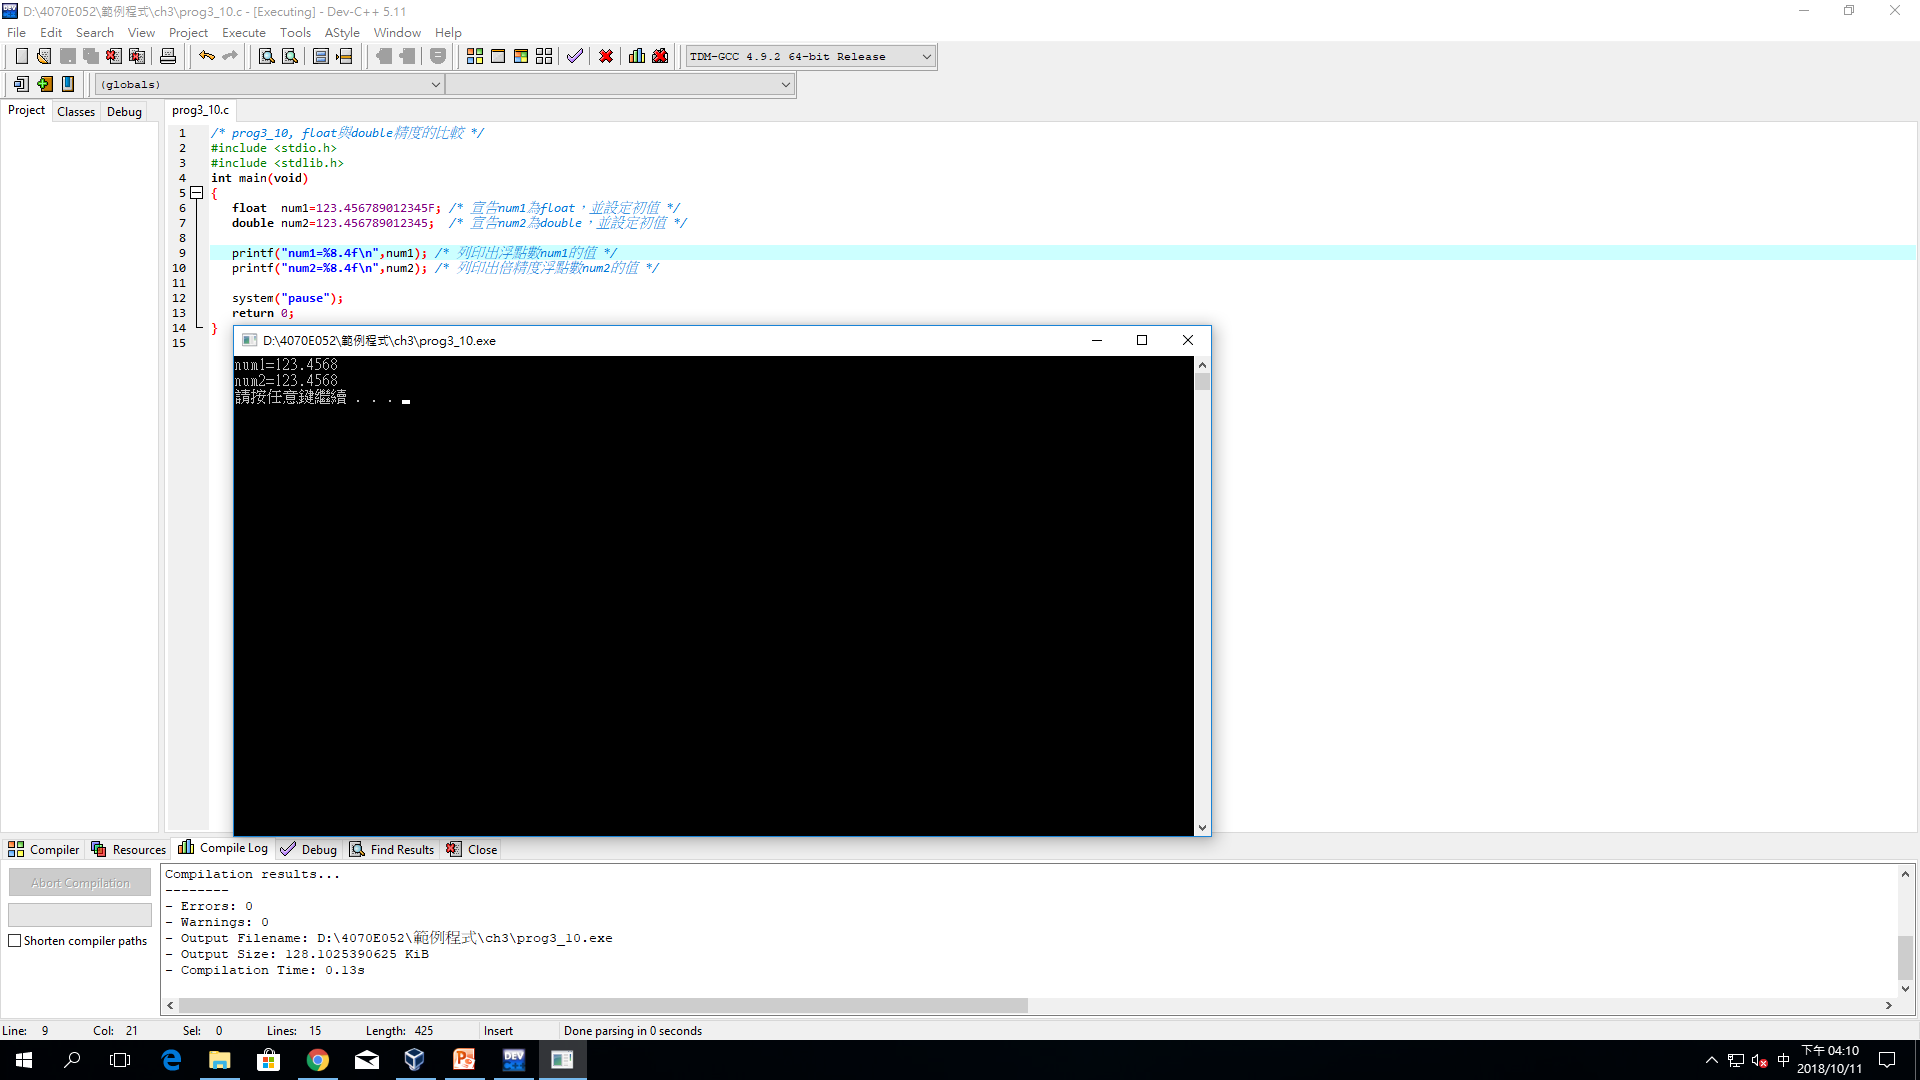 D:\4070E052\範例程式\ch3\prog3_10.c - [Executing] - Dev-C++ 5.11
File Edit Search View Project Execute Tools AStyle Window Help
TDM-GCC 4.9.2 64-bit Release
(globals)
Project Classes Debug
prog3_10.c
1 /* prog3_10, float與double精度的比較 */
2 #include <stdio.h>
3 #include <stdlib.h>
4 int main(void)
5 {
6 float num1=123.456789012345F; /* 宣告num1為float，並設定初值 */
7 double num2=123.456789012345; /* 宣告num2為double，並設定初值 */
8
9 printf("num1=%8.4f\n",num1); /* 列印出浮點數num1的值 */
10 printf("num2=%8.4f\n",num2); /* 列印出倍精度浮點數num2的值 */
11
12 system("pause");
13 return 0;
14 }
15
D:\4070E052\範例程式\ch3\prog3_10.exe
num1=123.4568
num2=123.4568
請按任意鍵繼續 . . .
Compiler Resources Compile Log Debug Find Results Close
Abort Compilation
Shorten compiler paths
Compilation results...
--------
- Errors: 0
- Warnings: 0
- Output Filename: D:\4070E052\範例程式\ch3\prog3_10.exe
- Output Size: 128.1025390625 KiB
- Compilation Time: 0.13s
Line: 9 Col: 21 Sel: 0 Lines: 15 Length: 425 Insert Done parsing in 0 seconds
DEV
中
下午 04:10
2018/10/11